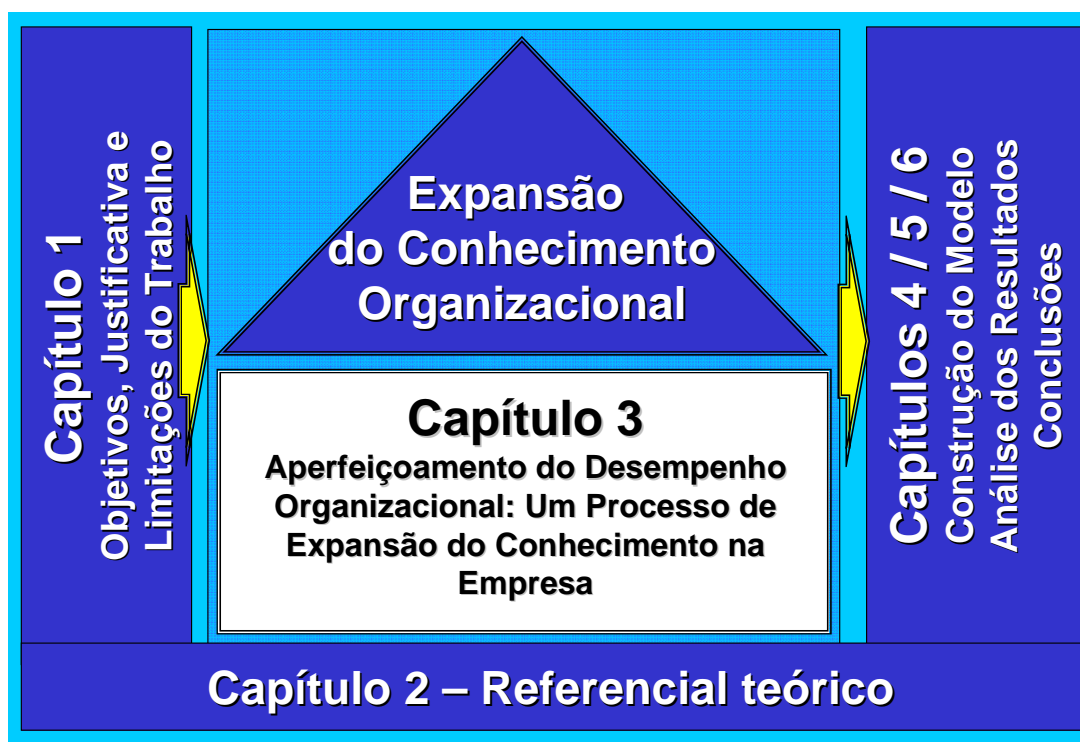 Capítulo 1
Objetivos, Justificativa e
Limitações do Trabalho
Expansão
do Conhecimento
Organizacional
Capítulo 3
Aperfeiçoamento do Desempenho
Organizacional: Um Processo de
Expansão do Conhecimento na
Empresa
Capítulos 4 / 5 / 6
Construção do Modelo
Análise dos Resultados
Conclusões
Capítulo 2 – Referencial teórico